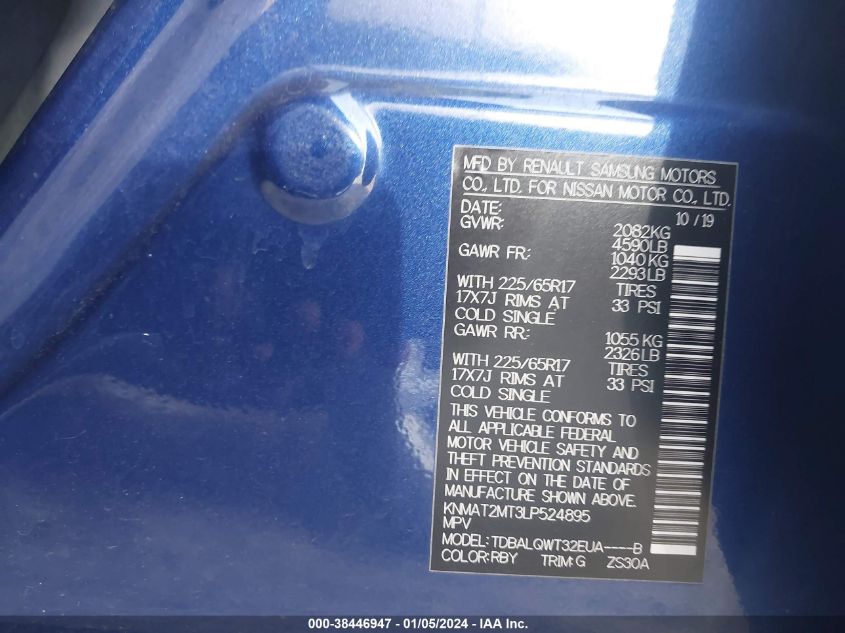 MFD BY RENAULT SAMSUNG MOTORS
CO., LTD. FOR NISSAN MOTOR CO., LTD.
DATE: 10 / 19
GVWR: 2082KG
4590LB
GAWR FR: 1040KG
2293LB
WITH 225/65R17 TIRES
17X7J RIMS AT 33 PSI
COLD SINGLE
GAWR RR: 1055KG
2326LB
WITH 225/65R17 TIRES
17X7J RIMS AT 33 PSI
COLD SINGLE
THIS VEHICLE CONFORMS TO
ALL APPLICABLE FEDERAL
MOTOR VEHICLE SAFETY AND
THEFT PREVENTION STANDARDS
IN EFFECT ON THE DATE OF
MANUFACTURE SHOWN ABOVE.
KNMAT2MT3LP524895
MPV
MODEL: TDBALQWT32EUA----B
COLOR: RBY TRIM: G ZS30A
000-38446947 - 01/05/2024 - IAA Inc.